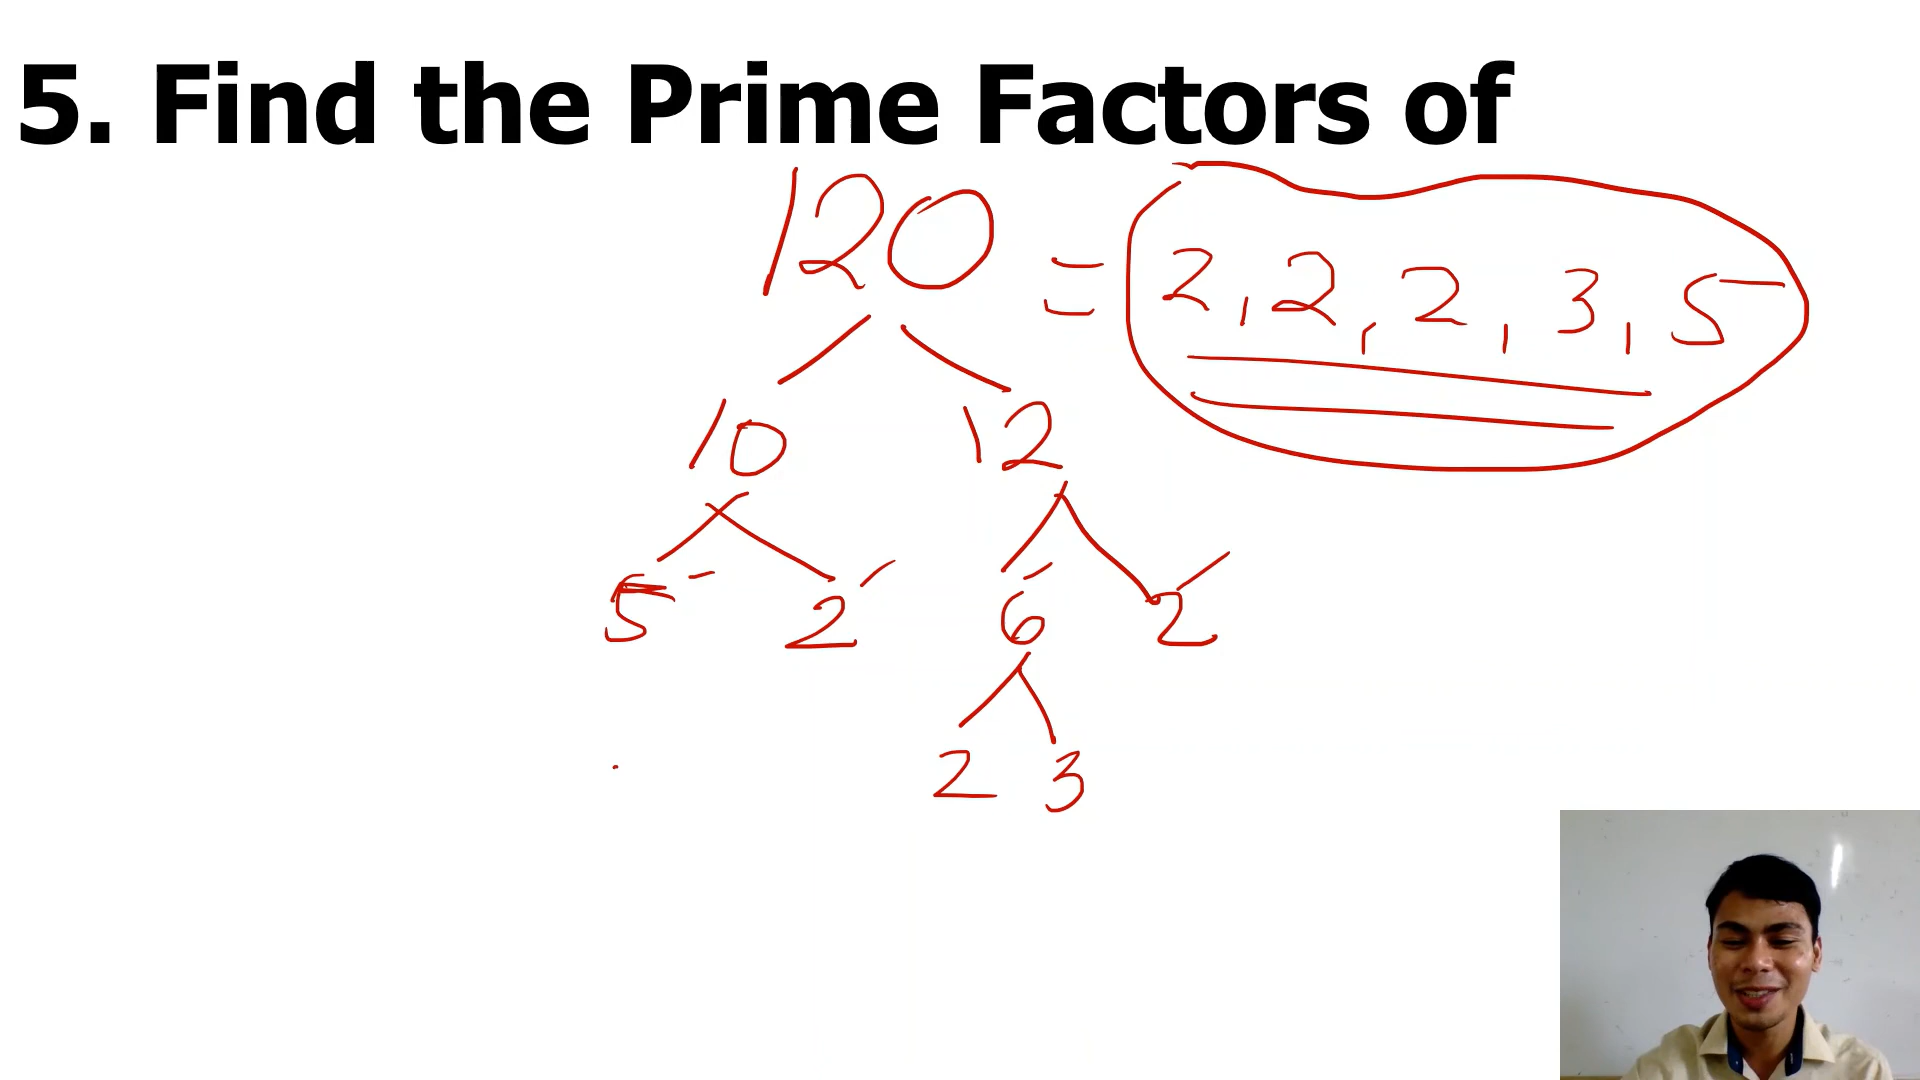 5. Find the Prime Factors of
120 = 2, 2, 2, 3, 5
10 12
5 2 6 2
2 3